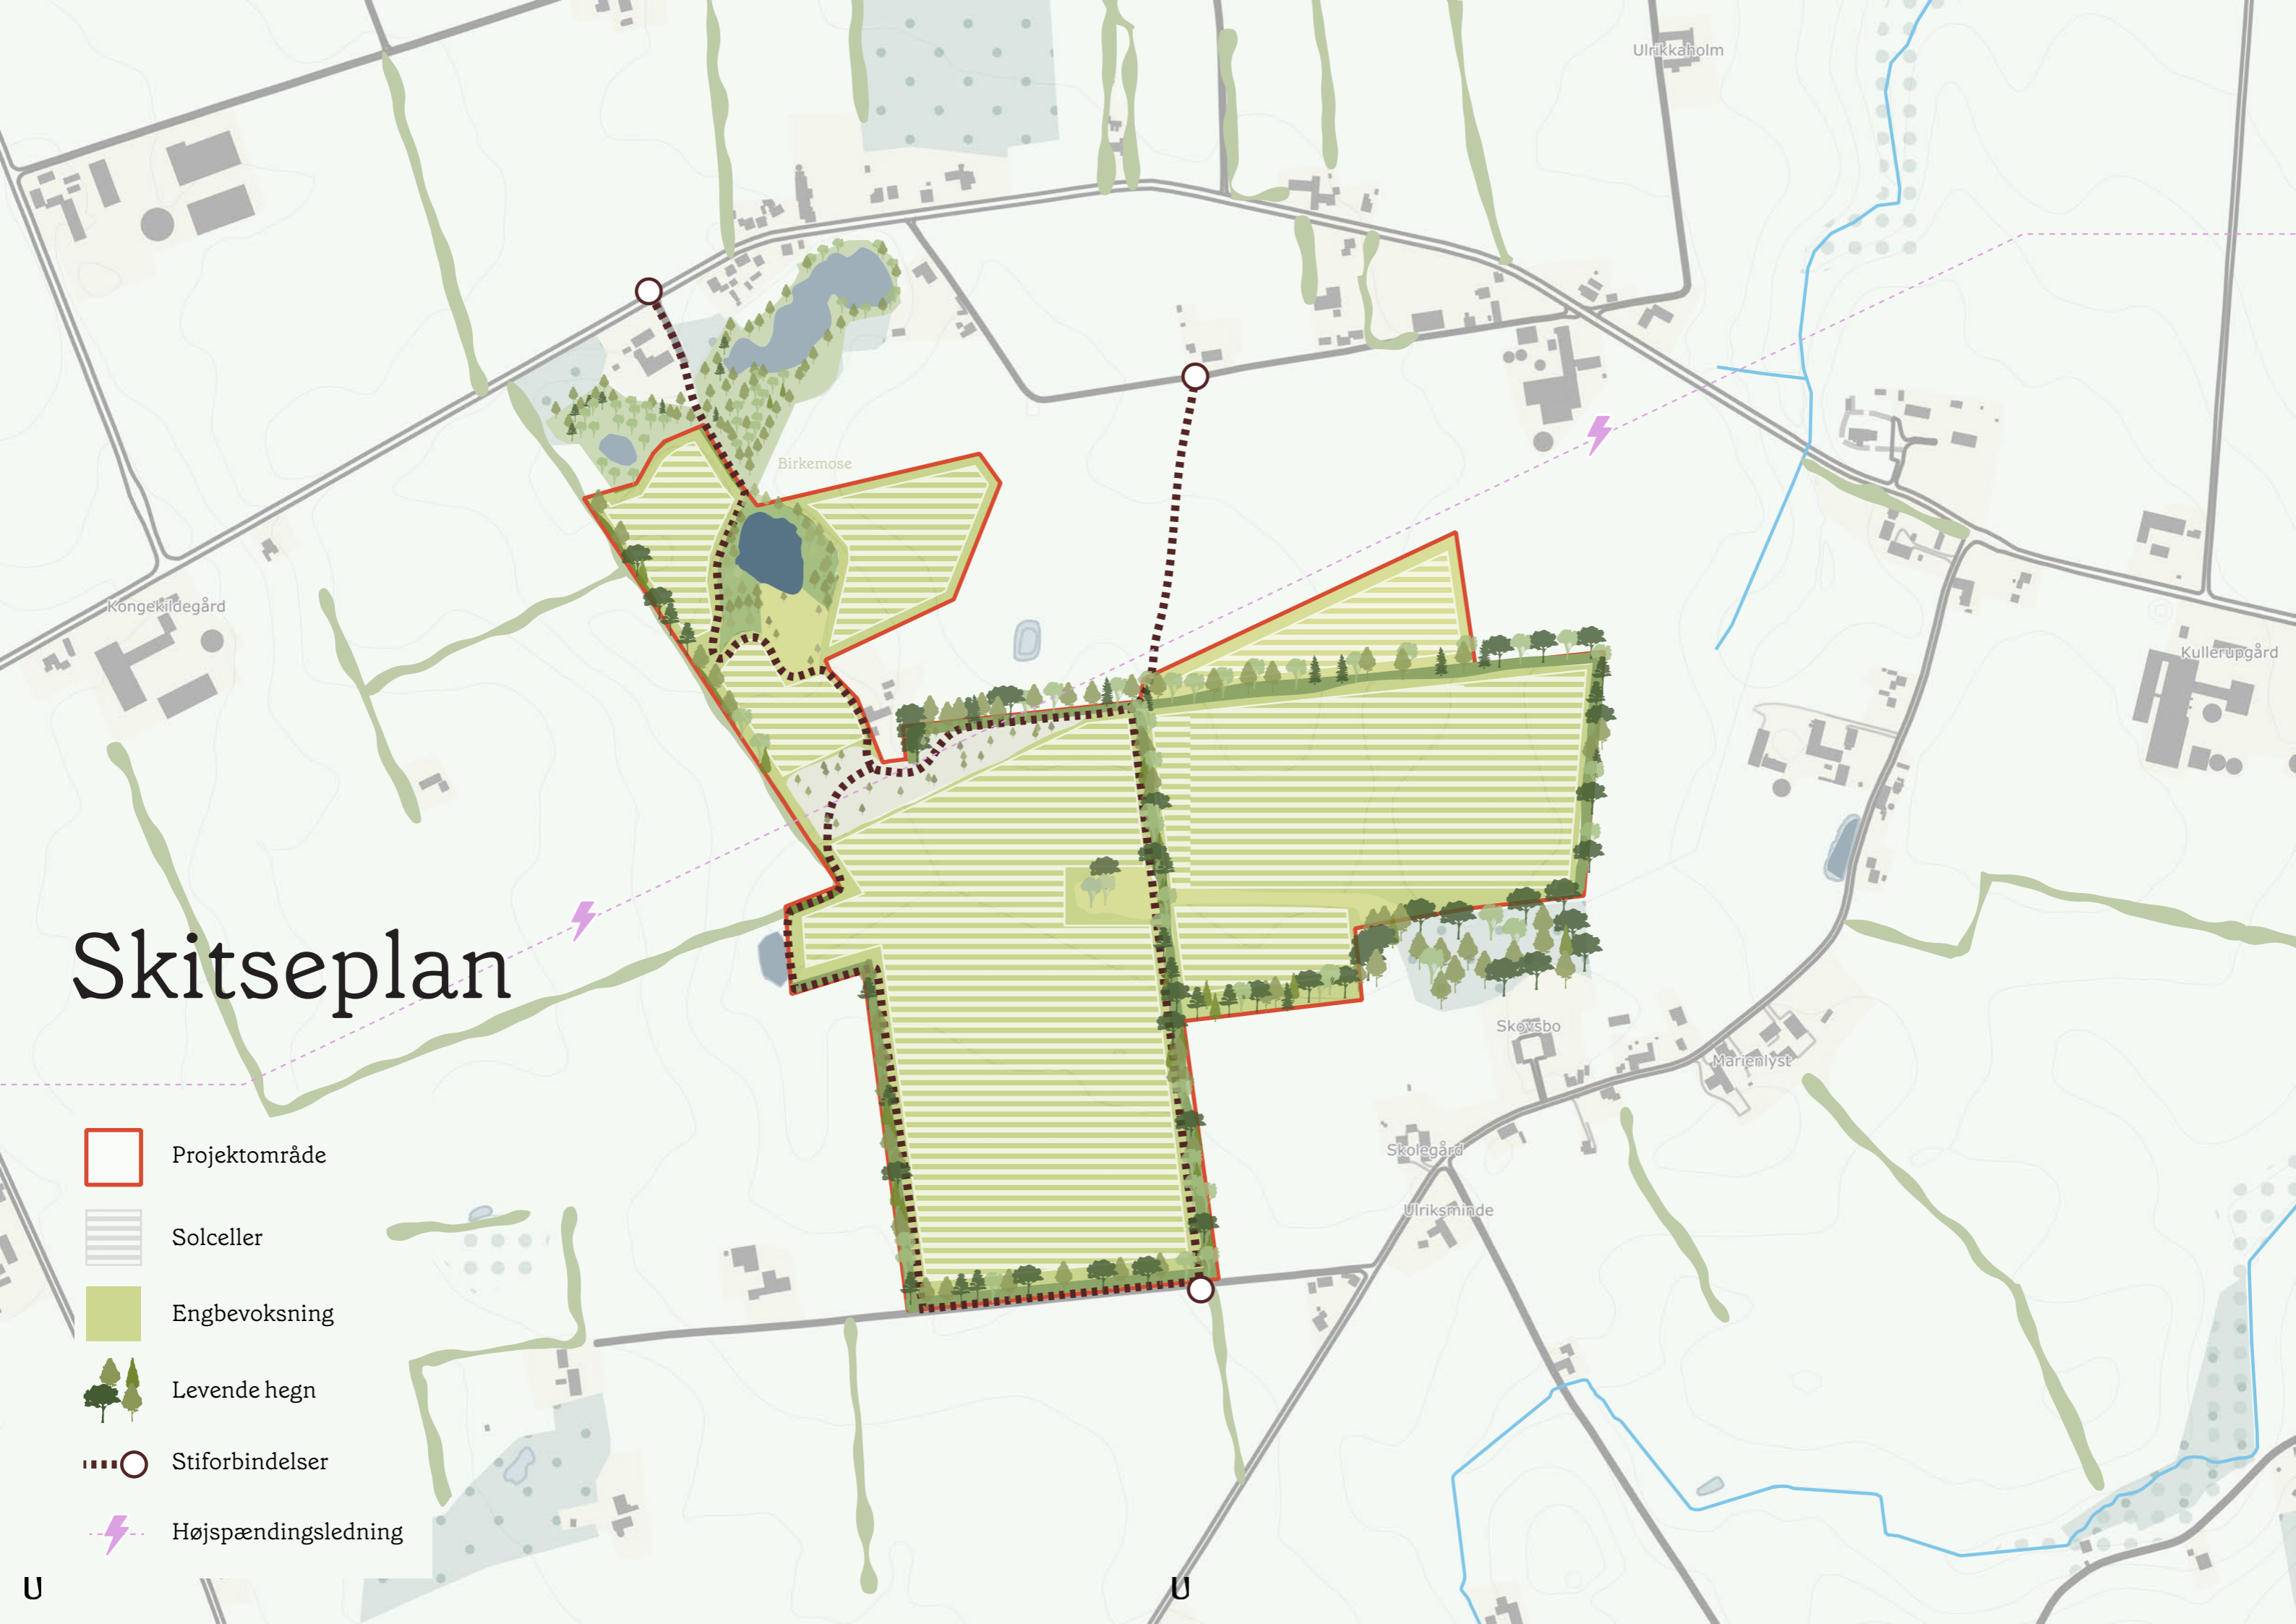 Ulrikkaholm
Birkemose
Kongekildegård
Kullerupgård
Skitseplan
Skovsbo
Marienlyst
Skolegård
Ulriksminde
Projektområde
Solceller
Engbevoksning
Levende hegn
Stiforbindelser
Højspændingsledning
U
U